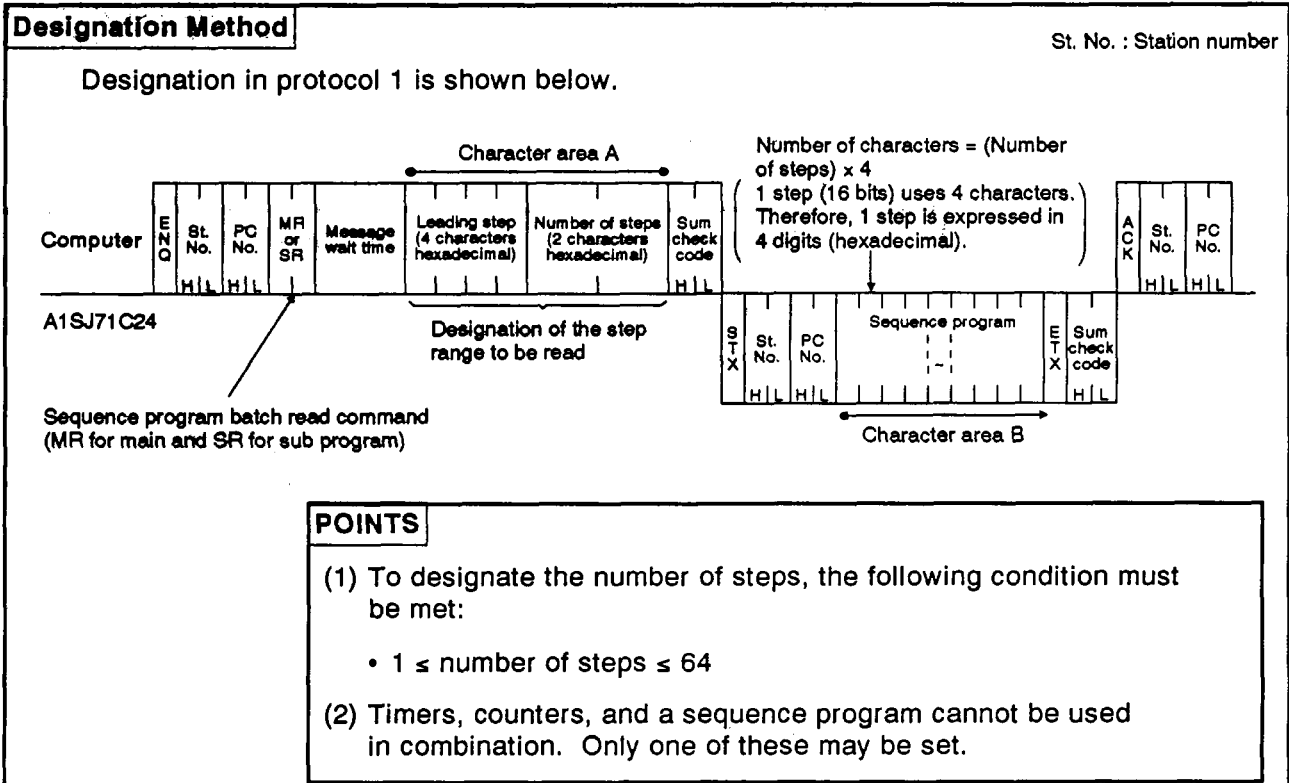 Designation Method
St. No. : Station number
Designation in protocol 1 is shown below.
Character area A
Number of characters = (Number
of steps) x 4
1 step (16 bits) uses 4 characters.
Therefore, 1 step is expressed in
4 digits (hexadecimal).
Computer
ENQ
St.
No.
H L
PC
No.
H L
MR
or
SR
Message
wait time
Leading step
(4 characters
hexadecimal)
Number of steps
(2 characters
hexadecimal)
Sum
check
code
H L
ACK
St.
No.
H L
PC
No.
H L
A1SJ71C24
Designation of the step
range to be read
STX
St.
No.
H L
PC
No.
H L
Sequence program
~
ETX
Sum
check
code
H L
Character area B
Sequence program batch read command
(MR for main and SR for sub program)
POINTS
(1) To designate the number of steps, the following condition must
be met:
• 1 ≤ number of steps ≤ 64
(2) Timers, counters, and a sequence program cannot be used
in combination. Only one of these may be set.